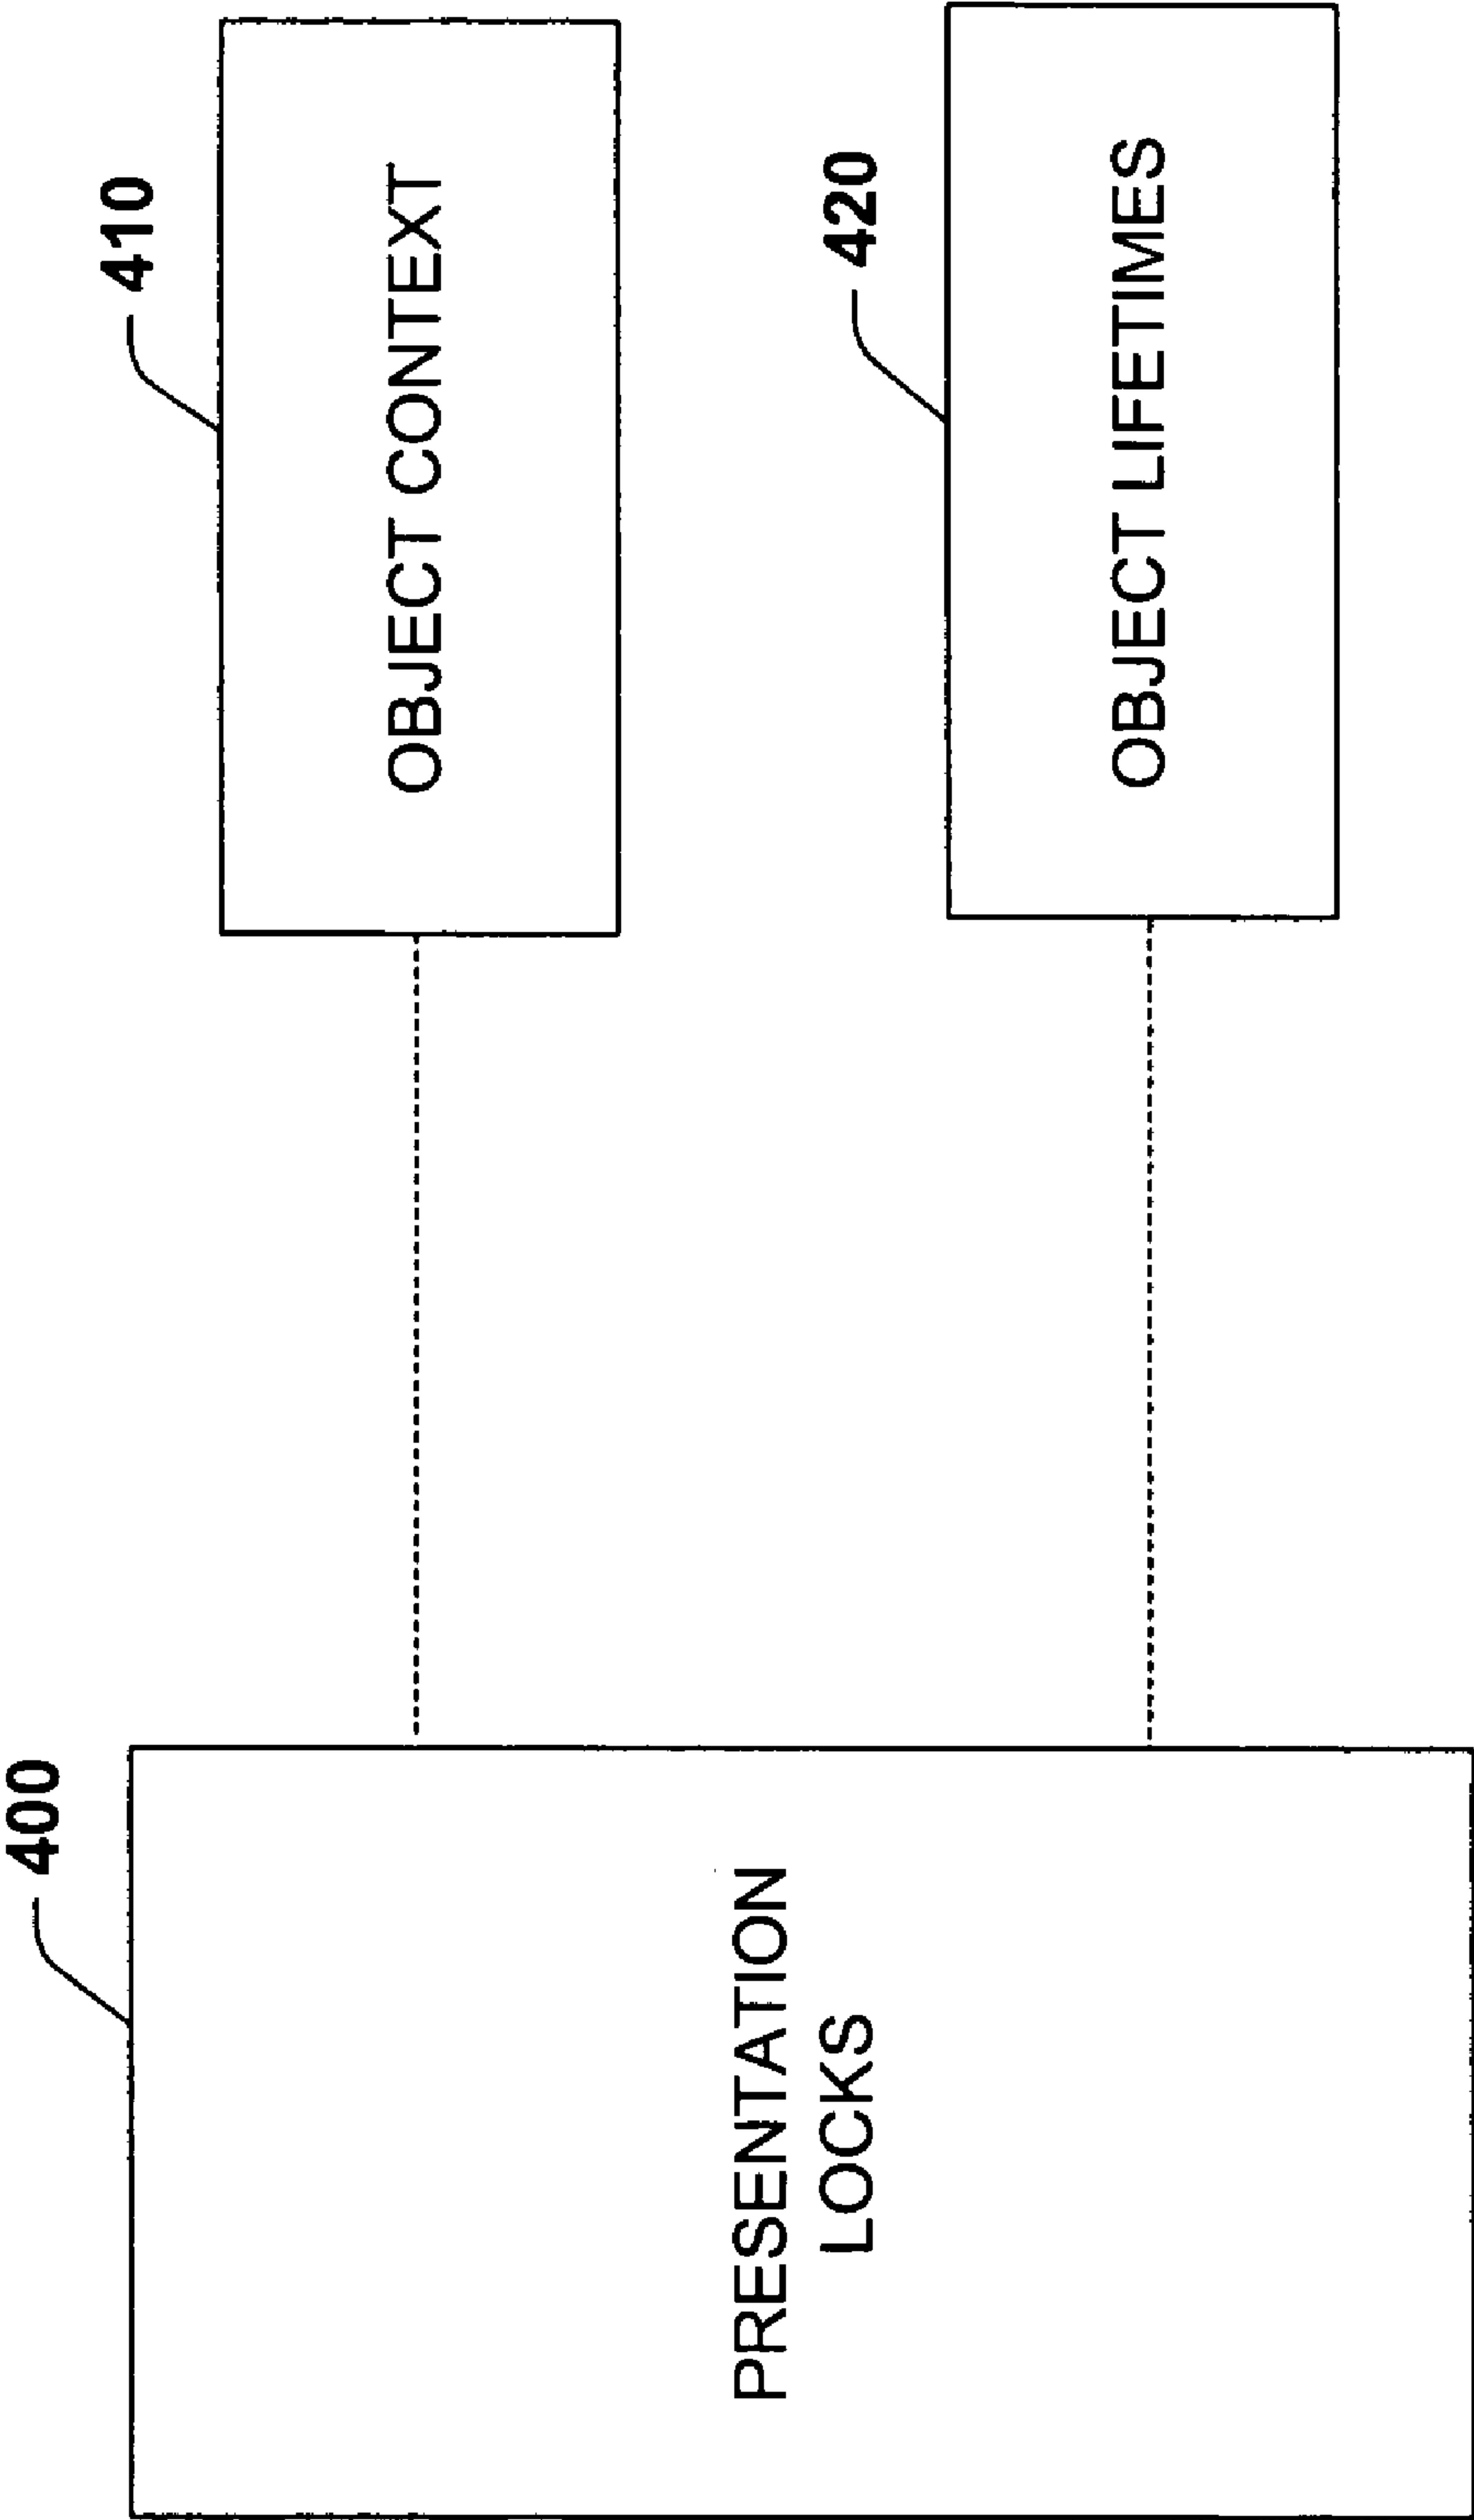 400
PRESENTATION
LOCKS
410
OBJECT CONTEXT
420
OBJECT LIFETIMES